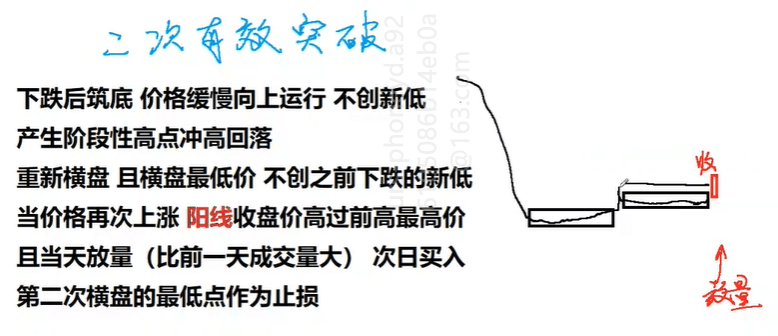 二次有效突破
下跌后筑底 价格缓慢向上运行 不创新低
产生阶段性高点冲高回落
重新横盘 且横盘最低价 不创之前下跌的新低
当价格再次上涨 阳线收盘价高过前高最高价
且当天放量（比前一天成交量大） 次日买入
第二次横盘的最低点作为止损
收
放量
@163.com